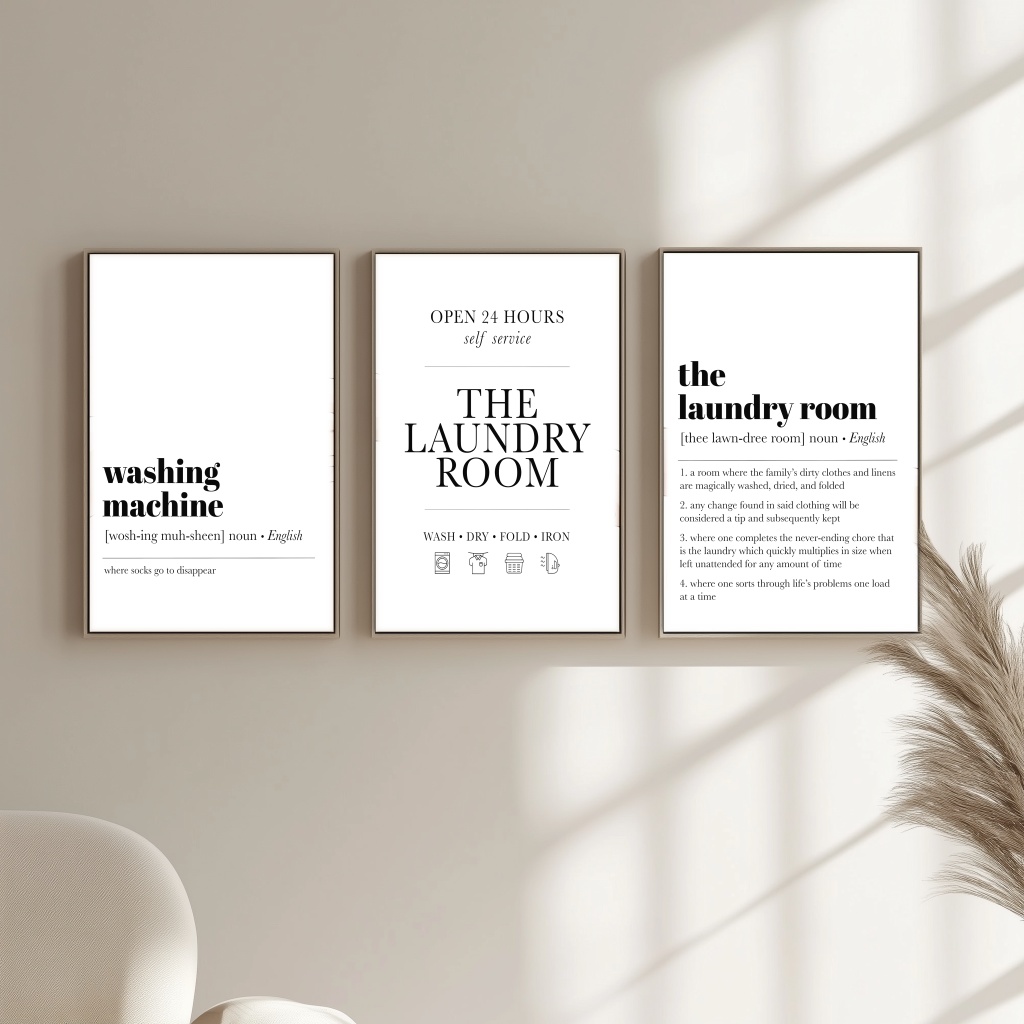 washing
machine
[wosh-ing muh-sheen] noun • English
where socks go to disappear
OPEN 24 HOURS
self service
THE
LAUNDRY
ROOM
WASH • DRY • FOLD • IRON
the
laundry room
[thee lawn-dree room] noun • English
1. a room where the family's dirty clothes and linens
are magically washed, dried, and folded
2. any change found in said clothing will be
considered a tip and subsequently kept
3. where one completes the never-ending chore that
is the laundry which quickly multiplies in size when
left unattended for any amount of time
4. where one sorts through life's problems one load
at a time